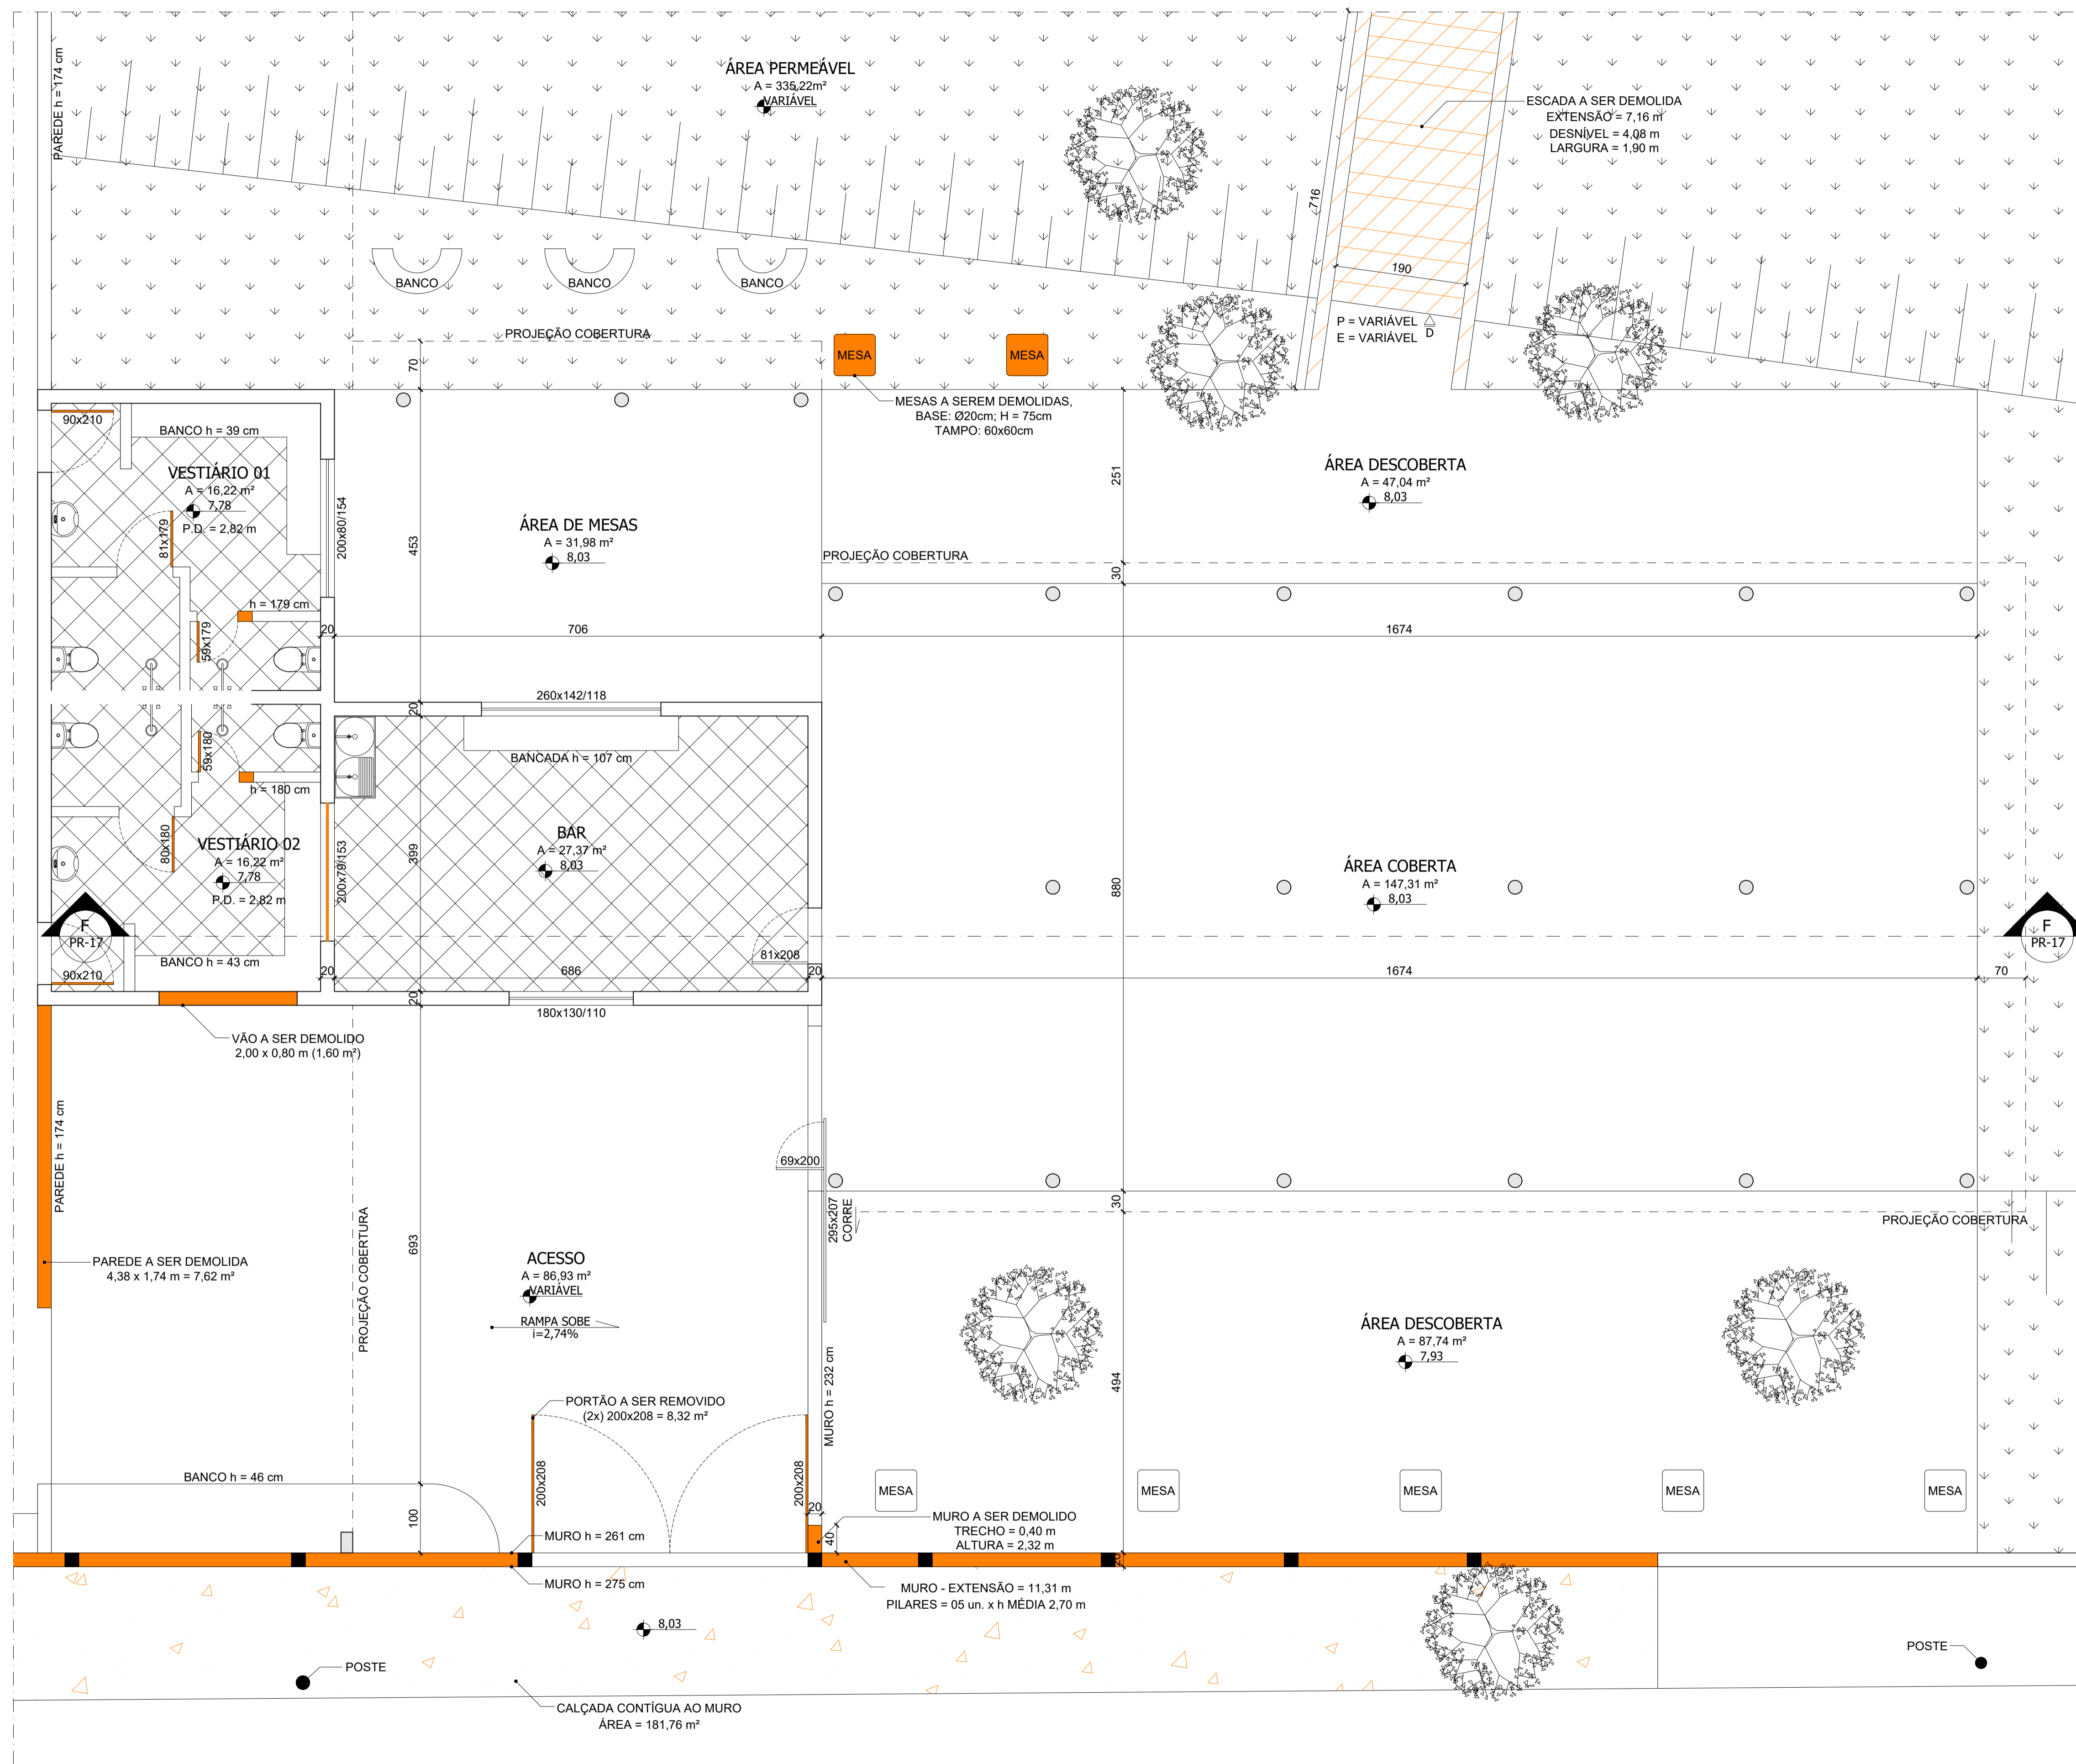 PAREDE h = 174 cm
ÁREA PERMEÁVEL
A = 335,22m²
VARIÁVEL
ESCADA A SER DEMOLIDA
EXTENSÃO = 7,16 m
DESNÍVEL = 4,08 m
LARGURA = 1,90 m
716
190
P = VARIÁVEL
E = VARIÁVEL
D
BANCO
BANCO
BANCO
PROJEÇÃO COBERTURA
70
MESA
MESA
MESAS A SEREM DEMOLIDAS,
BASE: Ø20cm; H = 75cm
TAMPO: 60x60cm
90x210
BANCO h = 39 cm
VESTIÁRIO 01
A = 16,22 m²
7,78
P.D. = 2,82 m
81x179
200x80/154
h = 179 cm
59x179
20
453
ÁREA DE MESAS
A = 31,98 m²
8,03
706
251
ÁREA DESCOBERTA
A = 47,04 m²
8,03
PROJEÇÃO COBERTURA
30
1674
260x142/118
20
BANCADA h = 107 cm
59x180
h = 180 cm
80x180
VESTIÁRIO 02
A = 16,22 m²
7,78
P.D. = 2,82 m
200x79/153
399
BAR
A = 27,37 m²
8,03
880
ÁREA COBERTA
A = 147,31 m²
8,03
F
PR-17
F
PR-17
BANCO h = 43 cm
90x210
81x208
20
686
20
1674
70
20
180x130/110
VÃO A SER DEMOLIDO
2,00 x 0,80 m (1,60 m²)
PAREDE h = 174 cm
PAREDE A SER DEMOLIDA
4,38 x 1,74 m = 7,62 m²
PROJEÇÃO COBERTURA
693
69x200
295x207
CORRE
30
PROJEÇÃO COBERTURA
ACESSO
A = 86,93 m²
VARIÁVEL
RAMPA SOBE
i=2,74%
ÁREA DESCOBERTA
A = 87,74 m²
7,93
MURO h = 232 cm
494
PORTÃO A SER REMOVIDO
(2x) 200x208 = 8,32 m²
200x208
200x208
BANCO h = 46 cm
100
MESA
MESA
MESA
MESA
MESA
20
40
MURO A SER DEMOLIDO
TRECHO = 0,40 m
ALTURA = 2,32 m
MURO h = 261 cm
20
MURO h = 275 cm
MURO - EXTENSÃO = 11,31 m
PILARES = 05 un. x h MÉDIA 2,70 m
8,03
POSTE
POSTE
CALÇADA CONTÍGUA AO MURO
ÁREA = 181,76 m²